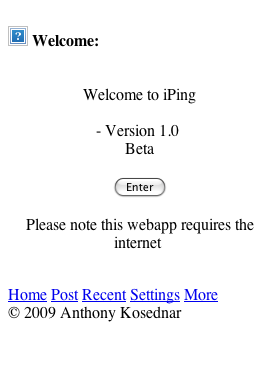 Welcome:
Welcome to iPing
- Version 1.0
Beta
Enter
Please note this webapp requires the
internet
Home Post Recent Settings More
© 2009 Anthony Kosednar